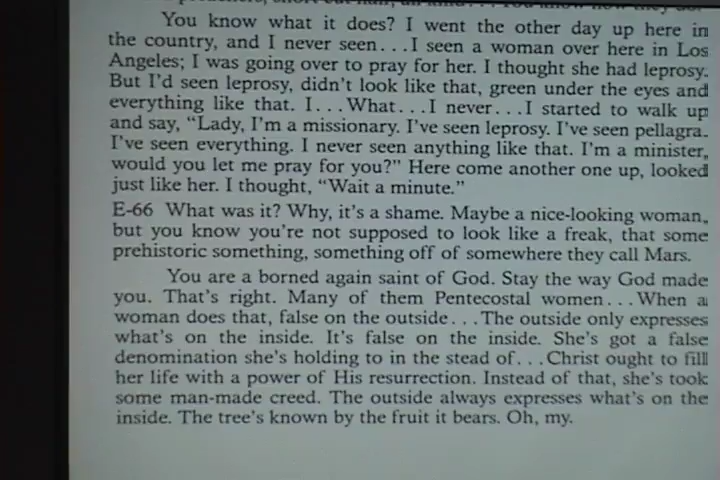 You know what it does? I went the other day up here in
the country, and I never seen. . .I seen a woman over here in Los
Angeles; I was going over to pray for her. I thought she had leprosy.
But I'd seen leprosy, didn't look like that, green under the eyes and
everything like that. I. . .What. . .I never. . .I started to walk up
and say, “Lady, I'm a missionary. I've seen leprosy. I've seen pellagra.
I've seen everything. I never seen anything like that. I'm a minister,
would you let me pray for you?” Here come another one up, looked
just like her. I thought, “Wait a minute.”
E-66 What was it? Why, it's a shame. Maybe a nice-looking woman,
but you know you're not supposed to look like a freak, that some
prehistoric something, something off of somewhere they call Mars.
You are a borned again saint of God. Stay the way God made
you. That's right. Many of them Pentecostal women. . .When a
woman does that, false on the outside. . .The outside only expresses
what's on the inside. It's false on the inside. She's got a false
denomination she's holding to in the stead of. . .Christ ought to fill
her life with a power of His resurrection. Instead of that, she's took
some man-made creed. The outside always expresses what's on the
inside. The tree's known by the fruit it bears. Oh, my.